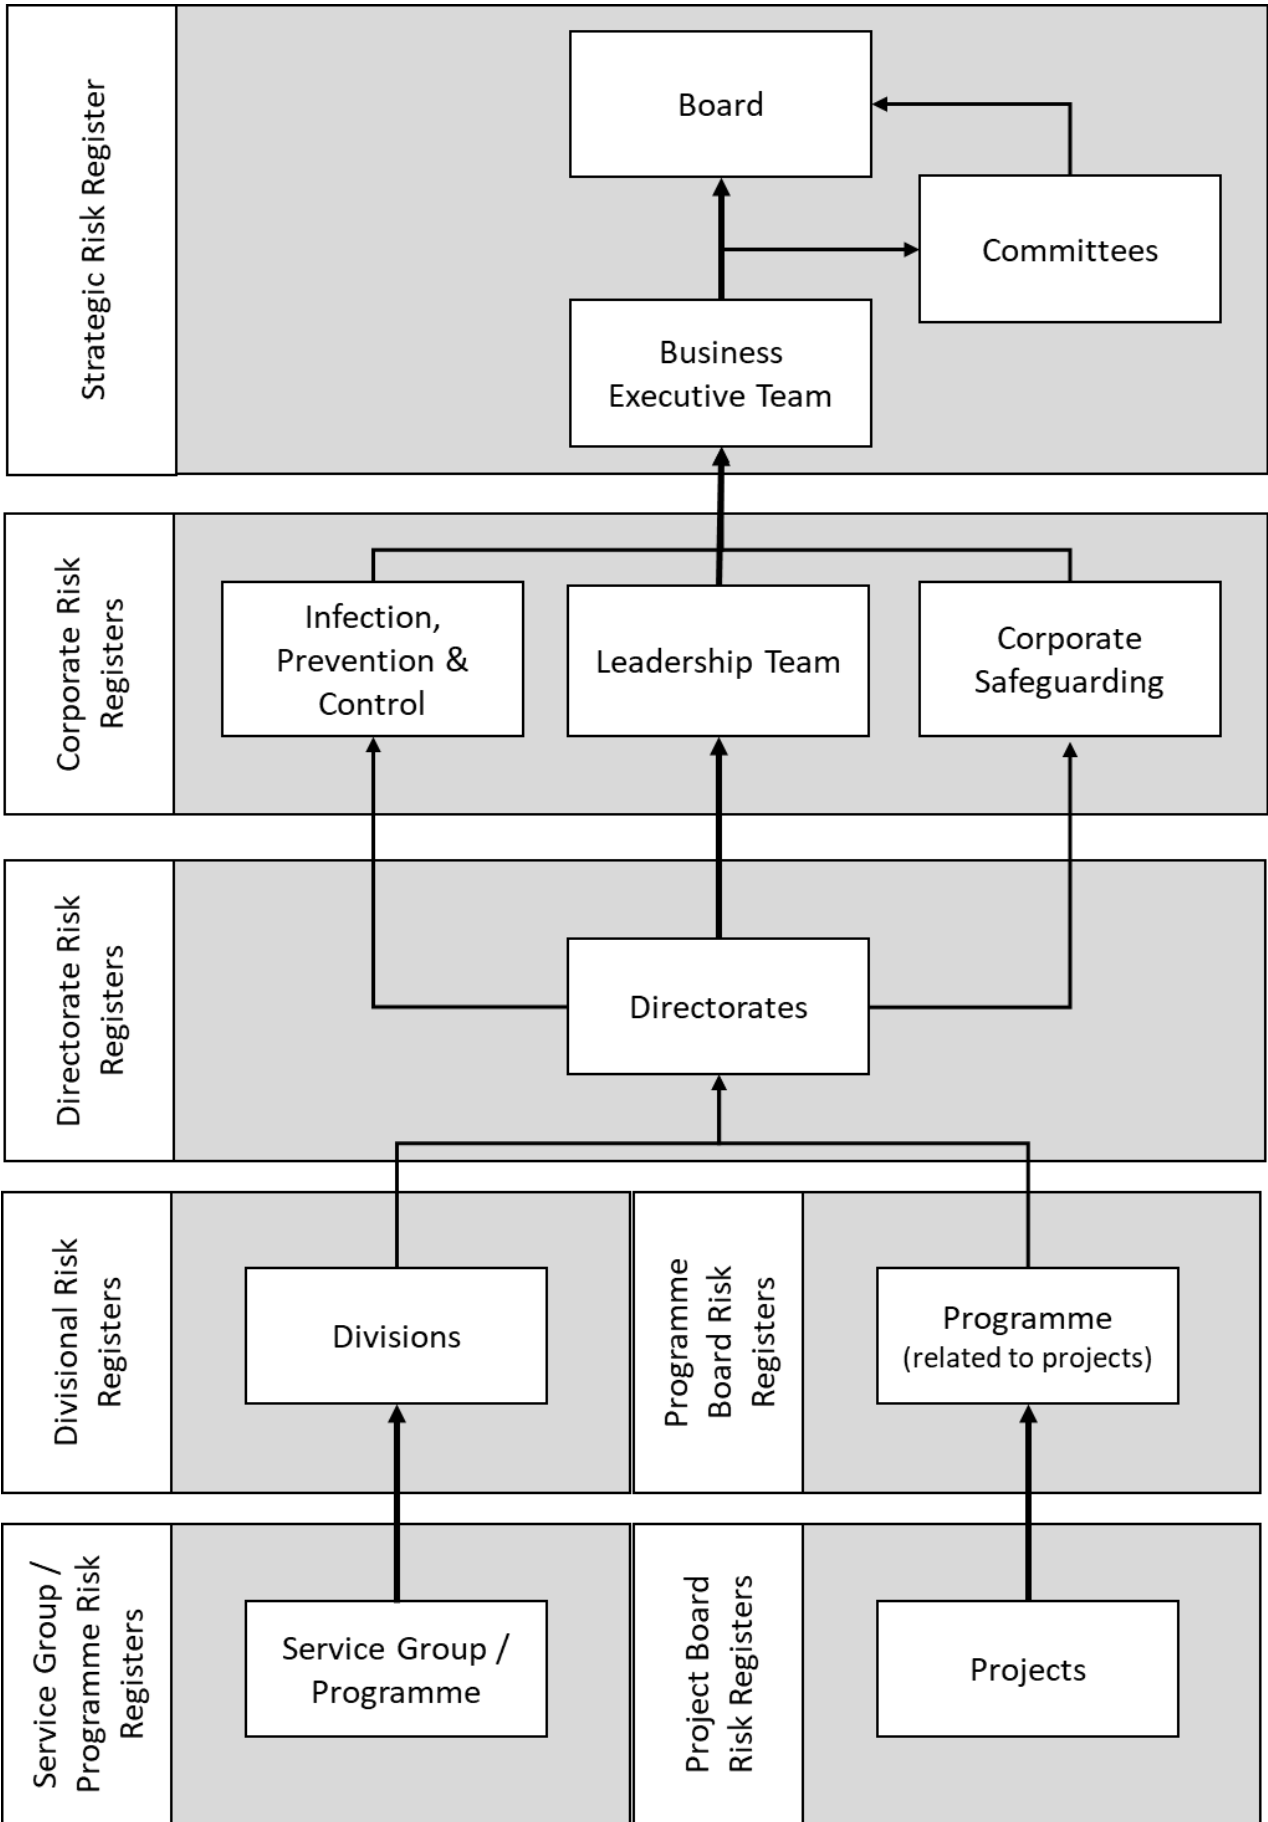 Strategic Risk Register
Board
Committees
Business
Executive Team
Corporate Risk
Registers
Infection,
Prevention &
Control
Leadership Team
Corporate
Safeguarding
Directorate Risk
Registers
Directorates
Divisional Risk
Registers
Divisions
Programme
Board Risk
Registers
Programme
(related to projects)
Service Group /
Programme Risk
Registers
Service Group /
Programme
Project Board
Risk Registers
Projects